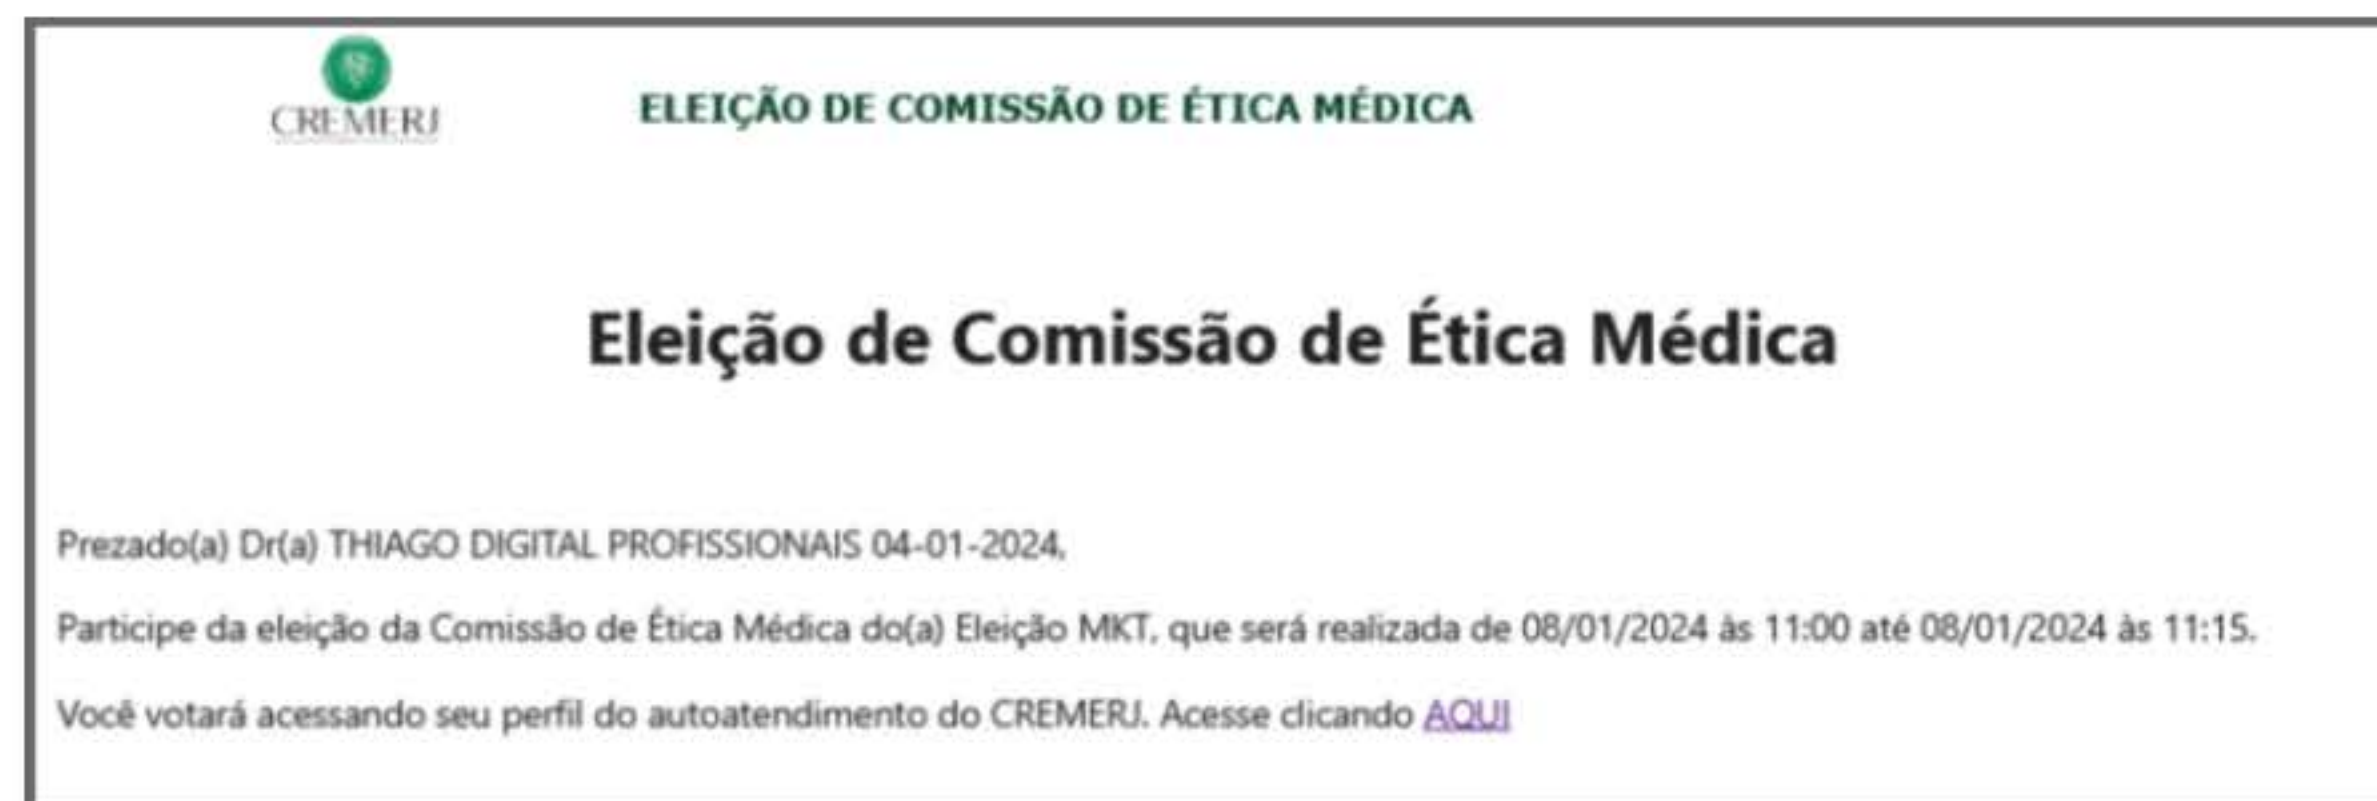 CREMERJ
ELEIÇÃO DE COMISSÃO DE ÉTICA MÉDICA
Eleição de Comissão de Ética Médica
Prezado(a) Dr(a) THIAGO DIGITAL PROFISSIONAIS 04-01-2024,
Participe da eleição da Comissão de Ética Médica do(a) Eleição MKT, que será realizada de 08/01/2024 às 11:00 até 08/01/2024 às 11:15.
Você votará acessando seu perfil do autoatendimento do CREMERJ. Acesse clicando AQUI